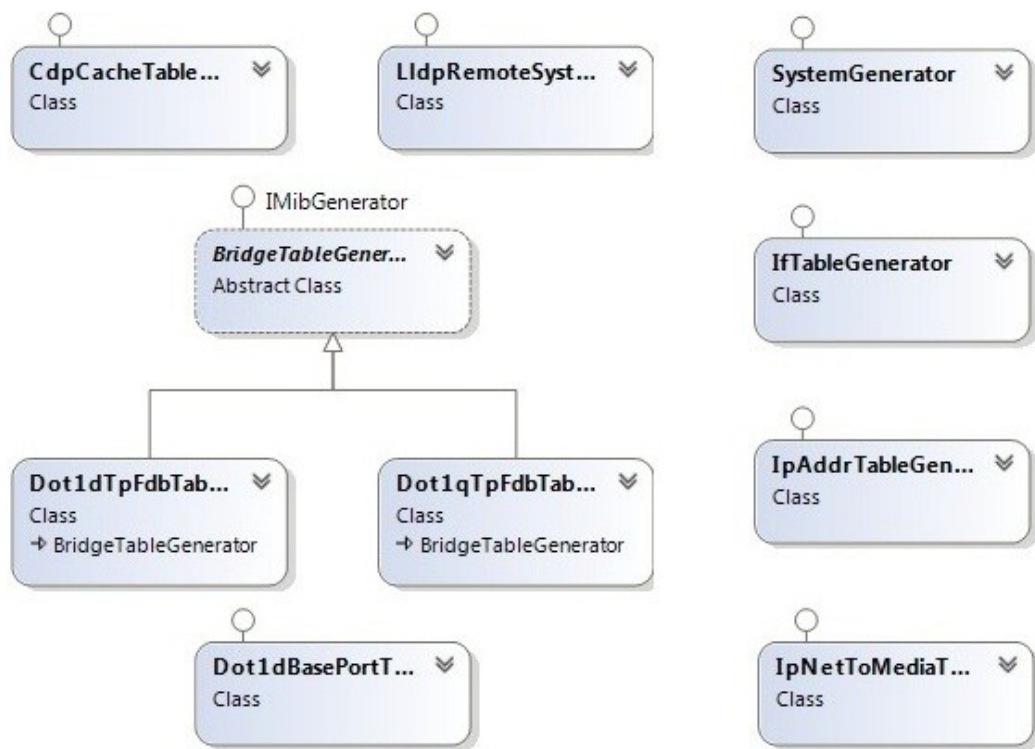 CdpCacheTable...
Class
LldpRemoteSyst...
Class
SystemGenerator
Class
IMibGenerator
BridgeTableGener...
Abstract Class
IfTableGenerator
Class
Dot1dTpFdbTab...
Class
BridgeTableGenerator
Dot1qTpFdbTab...
Class
BridgeTableGenerator
IpAddrTableGen...
Class
Dot1dBasePortT...
Class
IpNetToMediaT...
Class